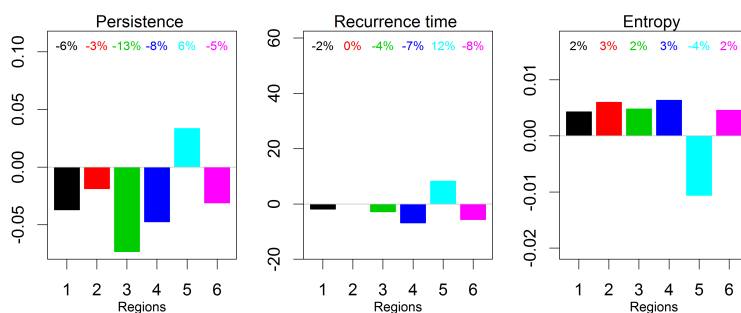 Persistence
-6% -3% -13% -8% 6% -5%
0.10
0.05
0.00
-0.05
1 2 3 4 5 6
Regions
Recurrence time
-2% 0% -4% -7% 12% -8%
60
40
20
0
-20
1 2 3 4 5 6
Regions
Entropy
2% 3% 2% 3% -4% 2%
0.01
0.00
-0.01
-0.02
1 2 3 4 5 6
Regions